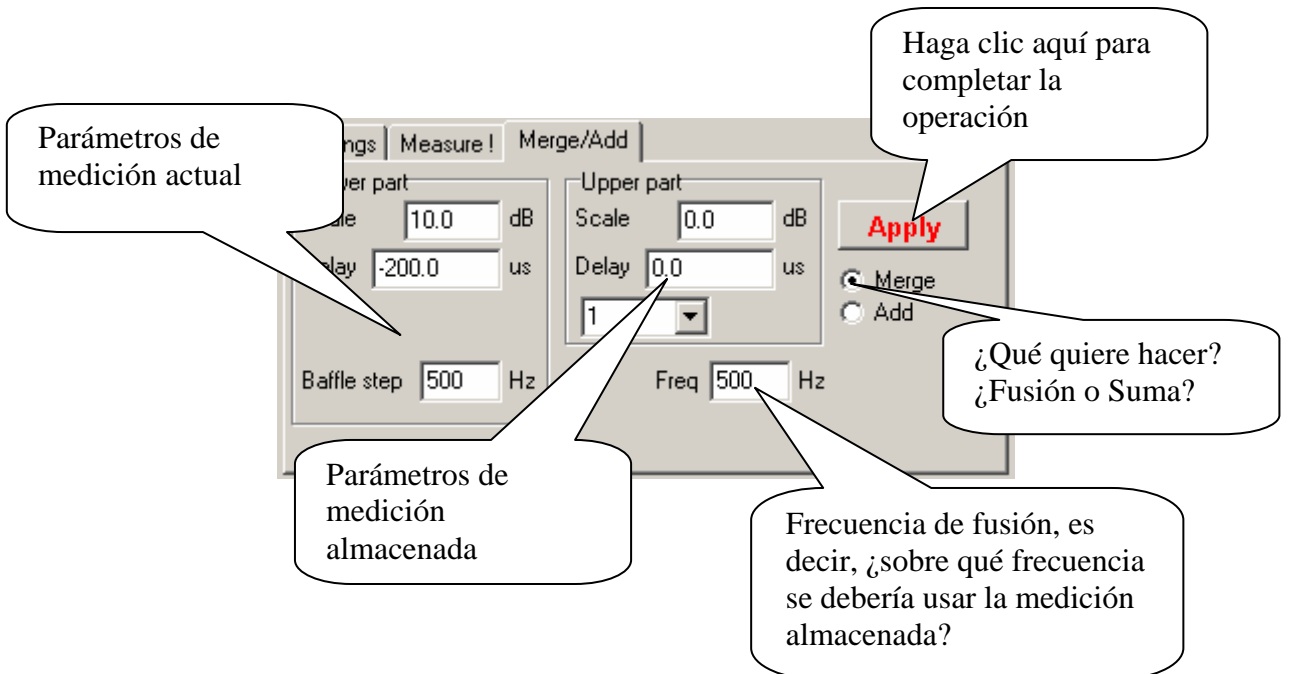 Haga clic aquí para
completar la
operación
Parámetros de
medición actual
Measure !
Merge/Add
Upper part
10.0 dB
Scale 0.0 dB
Apply
-200.0 us
Delay 0.0 us
Merge
1
Add
¿Qué quiere hacer?
¿Fusión o Suma?
Baffle step 500 Hz
Freq 500 Hz
Parámetros de
medición
almacenada
Frecuencia de fusión, es
decir, ¿sobre qué frecuencia
se debería usar la medición
almacenada?